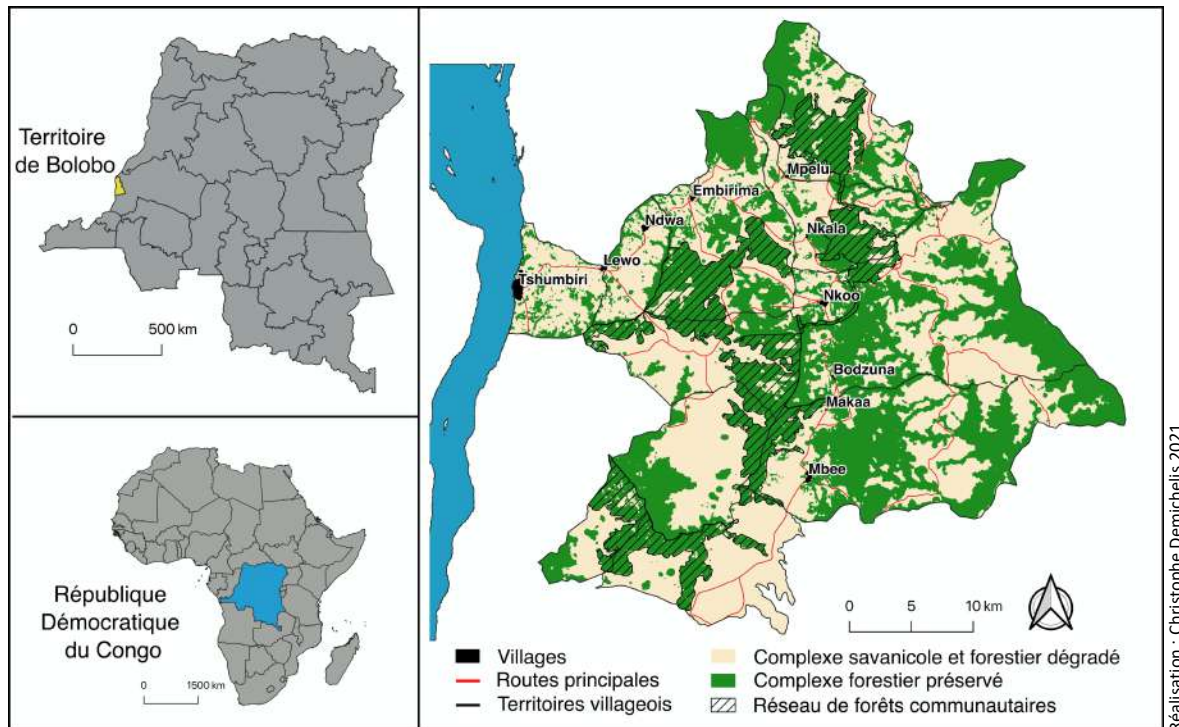 Territoire
de Bolobo
0 500 km
République
Démocratique
du Congo
0 1500 km
Mpelu
Embirima
Ndwa
Nkala
Lewo
Tshumbiri
Nkoo
Bodzuna
Makaa
Mbee
0 5 10 km
Villages
Routes principales
Territoires villageois
Complexe savanicole et forestier dégradé
Complexe forestier préservé
Réseau de forêts communautaires
Réalisation : Christophe Demichelis 2021